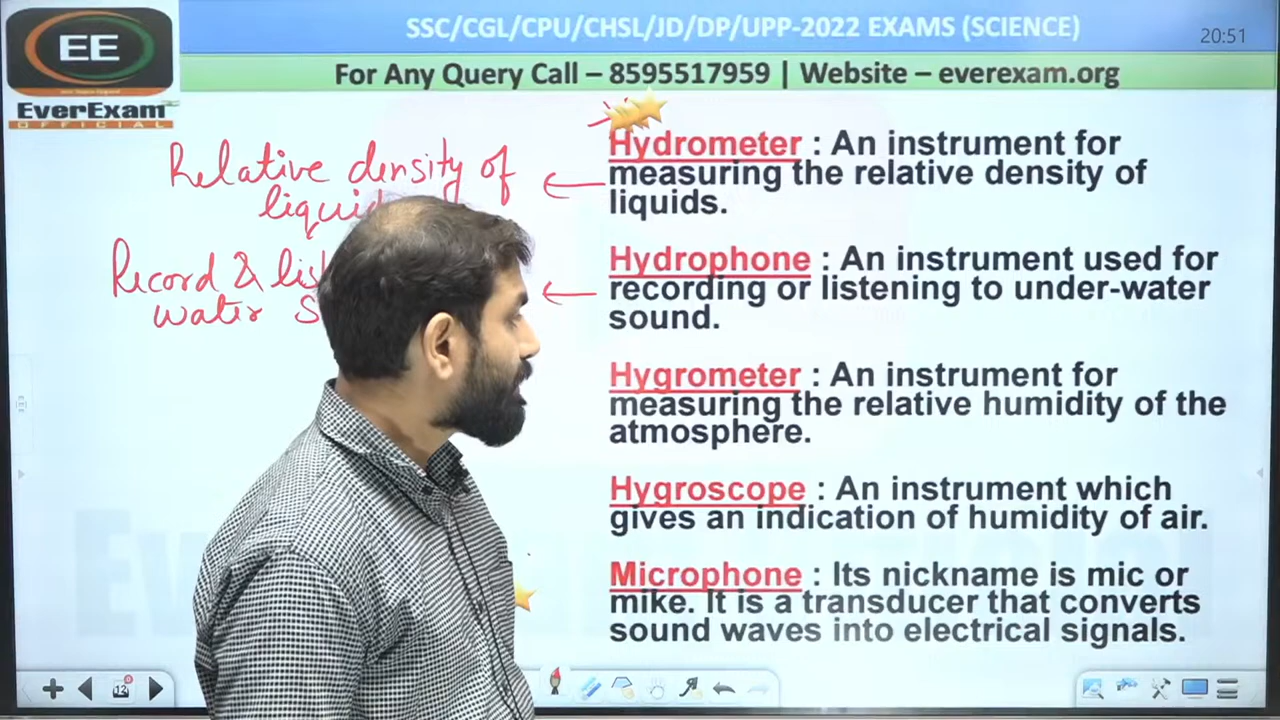 EE
EverExam
OFFICIAL
SSC/CGL/CPU/CHSL/JD/DP/UPP-2022 EXAMS (SCIENCE)
20:51
For Any Query Call – 8595517959 | Website – everexam.org
Relative density of
Record &
water
Hydrometer : An instrument for
measuring the relative density of
liquids.
Hydrophone : An instrument used for
recording or listening to under-water
sound.
Hygrometer : An instrument for
measuring the relative humidity of the
atmosphere.
Hygroscope : An instrument which
gives an indication of humidity of air.
Microphone : Its nickname is mic or
mike. It is a transducer that converts
sound waves into electrical signals.
12